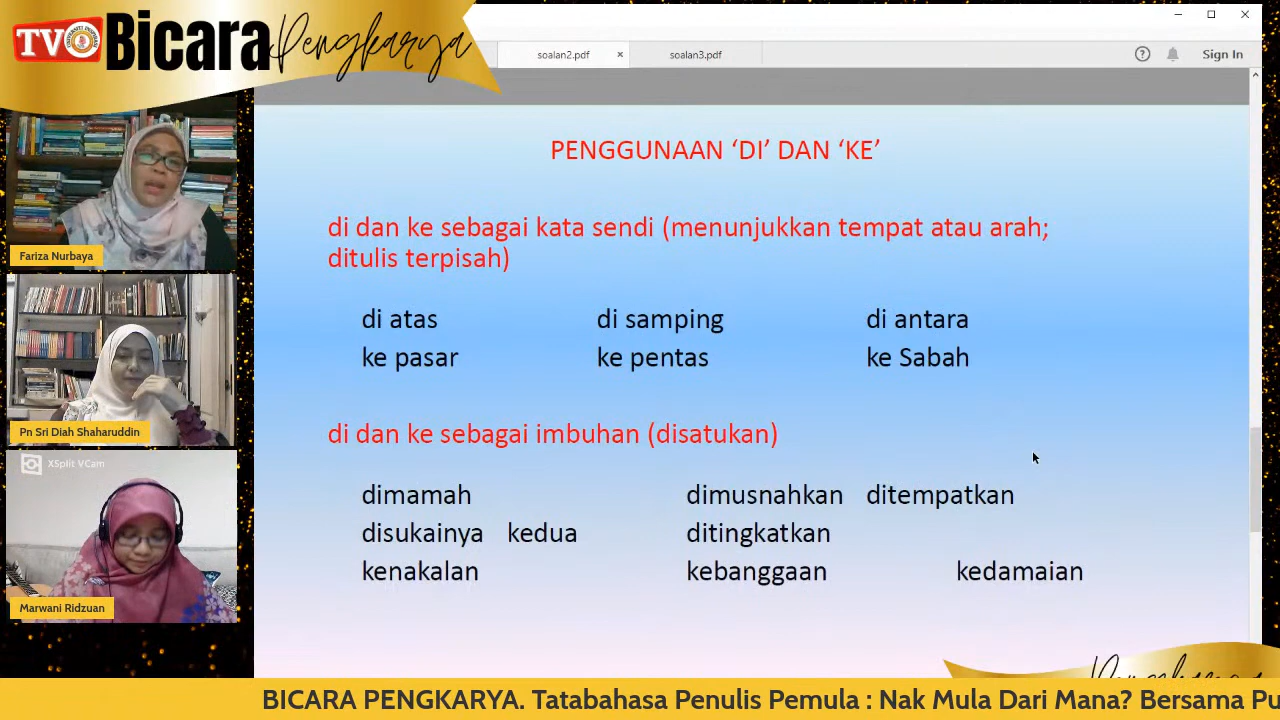 TVO Bicara Pengkarya
soalan2.pdf × soalan3.pdf
Sign In
PENGGUNAAN ‘DI’ DAN ‘KE’
di dan ke sebagai kata sendi (menunjukkan tempat atau arah;
ditulis terpisah)
di atas di samping di antara
ke pasar ke pentas ke Sabah
di dan ke sebagai imbuhan (disatukan)
dimamah dimusnahkan ditempatkan
disukainya kedua ditingkatkan
kenakalan kebanggaan kedamaian
Fariza Nurbaya
Pn Sri Diah Shaharuddin
XSplit VCam
Marwani Ridzuan
BICARA PENGKARYA. Tatabahasa Penulis Pemula : Nak Mula Dari Mana? Bersama Pu